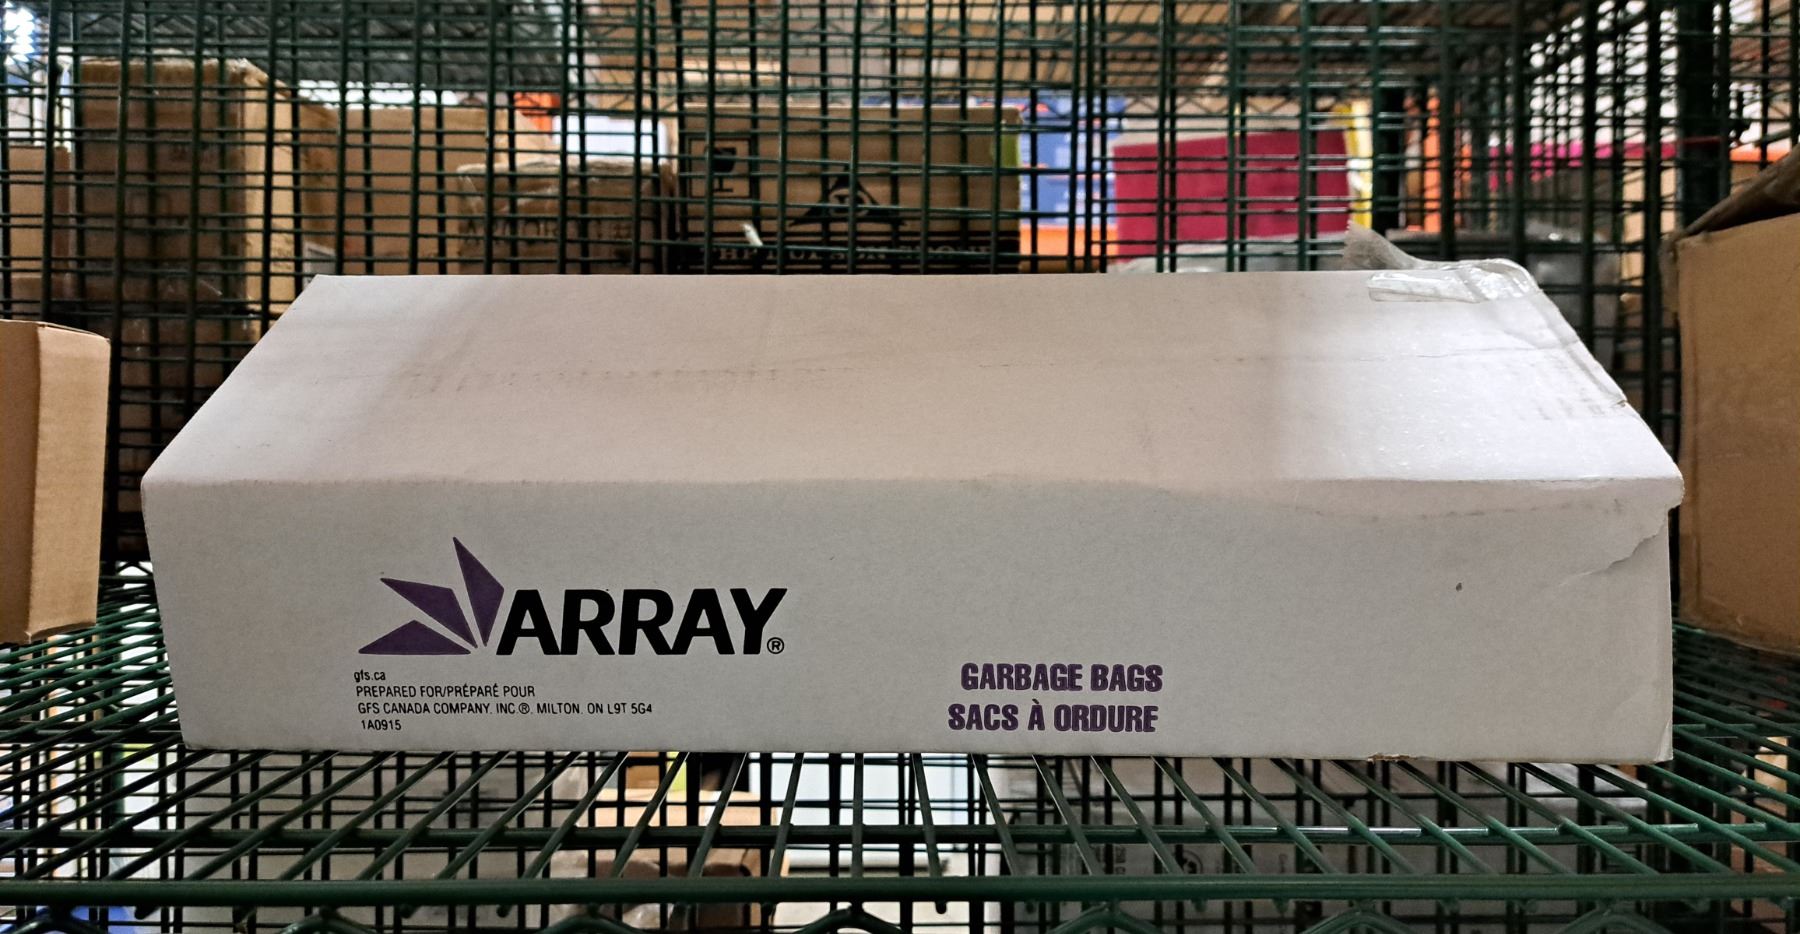 ARRAY®
gfs.ca
PREPARED FOR/PRÉPARÉ POUR
GFS CANADA COMPANY, INC.®, MILTON, ON L9T 5G4
1A0915
GARBAGE BAGS
SACS À ORDURE